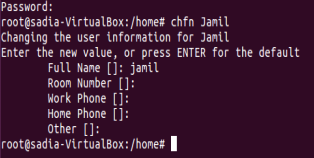 Password:
root@sadia-VirtualBox:/home# chfn Jamil
Changing the user information for Jamil
Enter the new value, or press ENTER for the default
Full Name []: jamil
Room Number []:
Work Phone []:
Home Phone []:
Other []:
root@sadia-VirtualBox:/home#